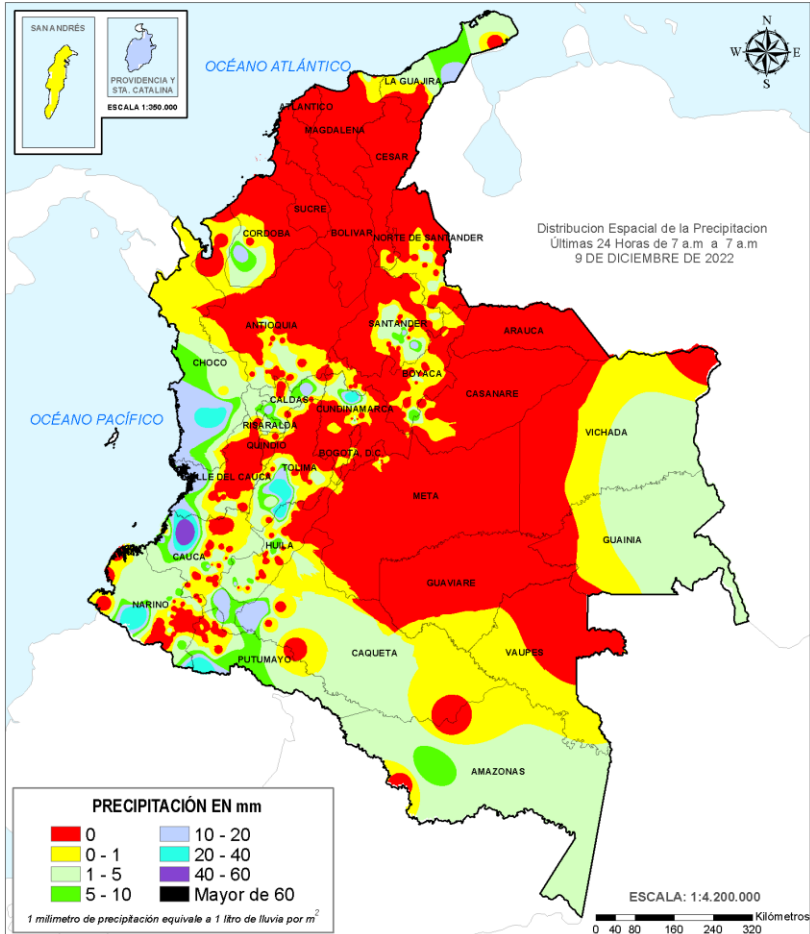 SAN ANDRÉS
PROVIDENCIA Y
STA. CATALINA
ESCALA 1:350.000
OCÉANO ATLÁNTICO
N
W
E
S
LA GUAJIRA
ATLANTICO
MAGDALENA
CESAR
SUCRE
CORDOBA
BOLIVAR
NORTE DE SANTANDER
Distribucion Espacial de la Precipitacion
Últimas 24 Horas de 7 a.m a 7 a.m
9 DE DICIEMBRE DE 2022
ANTIOQUIA
SANTANDER
ARAUCA
CHOCO
BOYACA
CASANARE
CALDAS
CUNDINAMARCA
OCÉANO PACÍFICO
RISARALDA
VICHADA
QUINDIO
BOGOTA, D.C.
TOLIMA
VALLE DEL CAUCA
META
GUAINIA
CAUCA
HUILA
GUAVIARE
NARIÑO
CAQUETA
VAUPES
PUTUMAYO
AMAZONAS
PRECIPITACIÓN EN mm
0
10 - 20
0 - 1
20 - 40
1 - 5
40 - 60
5 - 10
Mayor de 60
1 milimetro de precipitación equivale a 1 litro de lluvia por m²
ESCALA: 1:4.200.000
Kilómetros
0 40 80 160 240 320